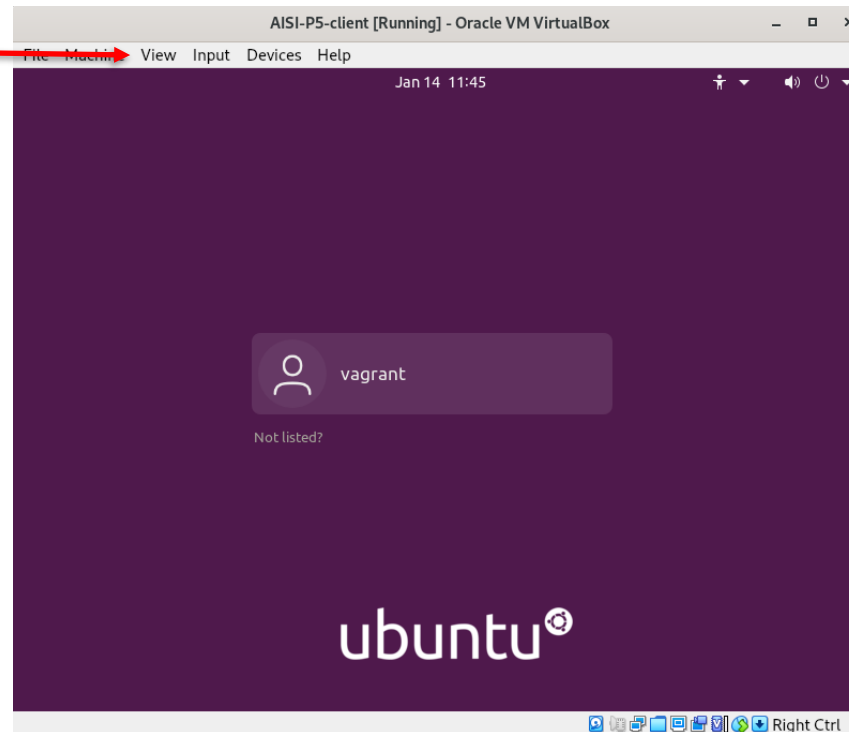 AISI-P5-client [Running] - Oracle VM VirtualBox
File Machine View Input Devices Help
Jan 14 11:45
vagrant
Not listed?
ubuntu
Right Ctrl